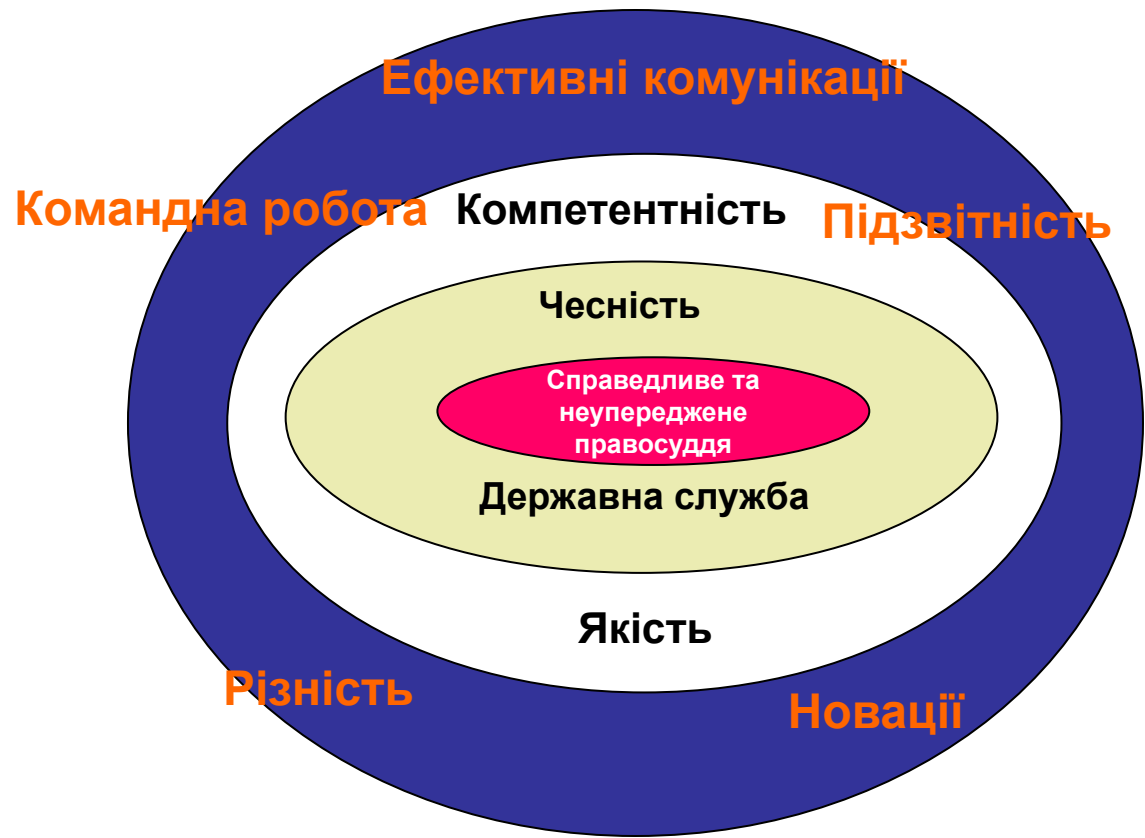 Ефективні комунікації
Командна робота
Компетентність
Підзвітність
Чесність
Справедливе та
неупереджене
правосуддя
Державна служба
Якість
Різність
Новації